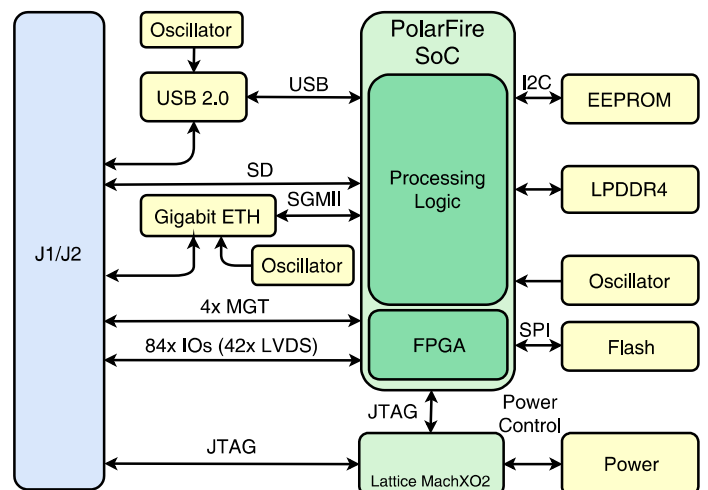 Oscillator
PolarFire
SoC
USB 2.0
USB
I2C
EEPROM
SD
Processing
Logic
LPDDR4
SGMII
Gigabit ETH
J1/J2
Oscillator
Oscillator
4x MGT
SPI
84x IOs (42x LVDS)
FPGA
Flash
JTAG
Power
Control
JTAG
Lattice MachXO2
Power